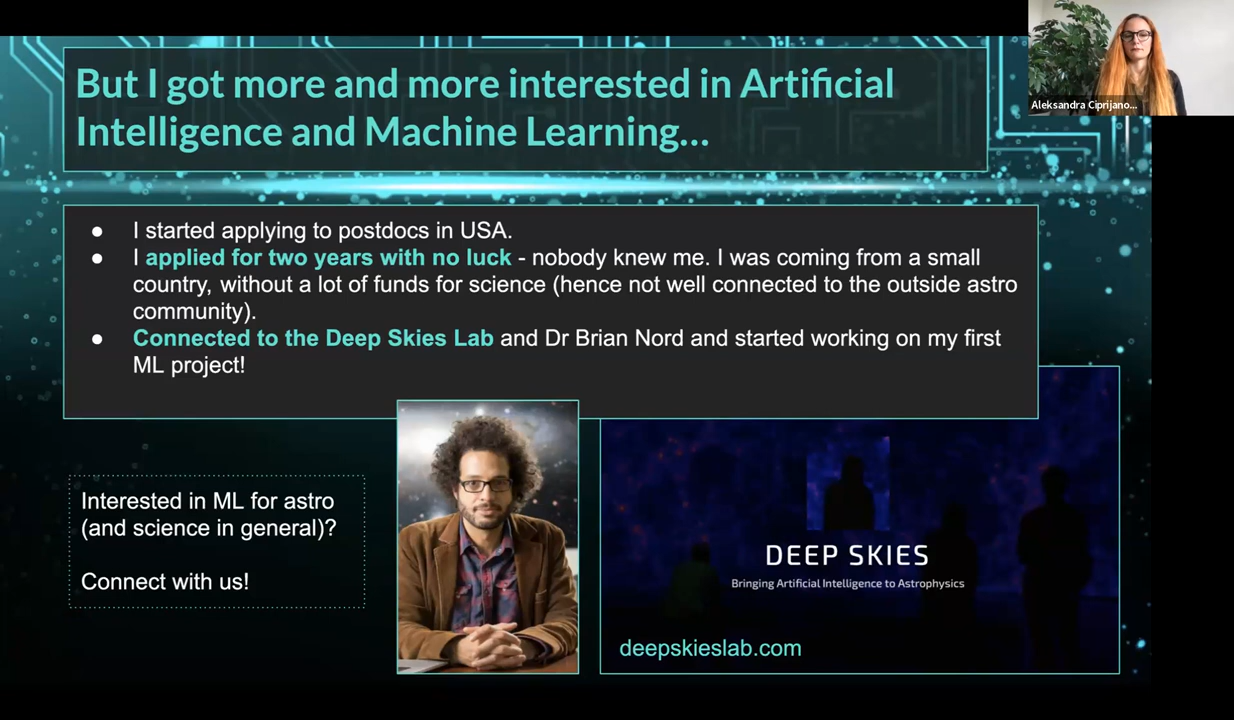 But I got more and more interested in Artificial
Intelligence and Machine Learning...
Aleksandra Ciprijano...
● I started applying to postdocs in USA.
● I applied for two years with no luck - nobody knew me. I was coming from a small
country, without a lot of funds for science (hence not well connected to the outside astro
community).
● Connected to the Deep Skies Lab and Dr Brian Nord and started working on my first
ML project!
Interested in ML for astro
(and science in general)?
Connect with us!
DEEP SKIES
Bringing Artificial Intelligence to Astrophysics
deepskieslab.com